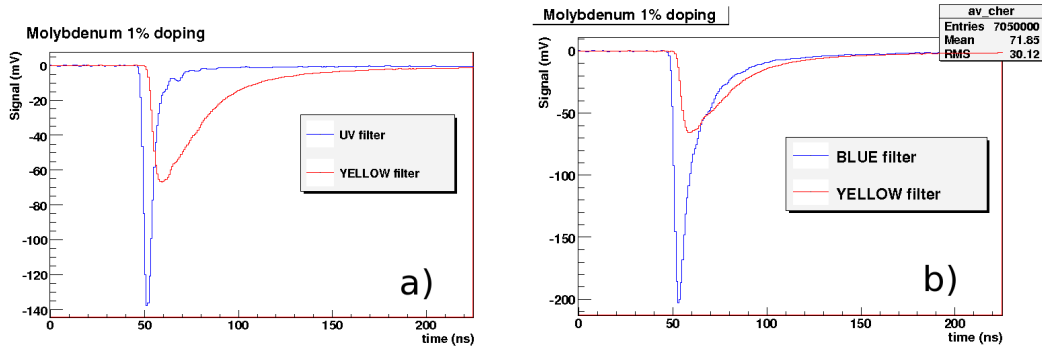 Molybdenum 1% doping
Signal (mV)
0
-20
-40
-60
-80
-100
-120
-140
0
50
100
150
200
time (ns)
UV filter
YELLOW filter
a)
Molybdenum 1% doping
av_cher
Entries 7050000
Mean 71.85
RMS 30.12
Signal (mV)
0
-50
-100
-150
-200
0
50
100
150
200
time (ns)
BLUE filter
YELLOW filter
b)